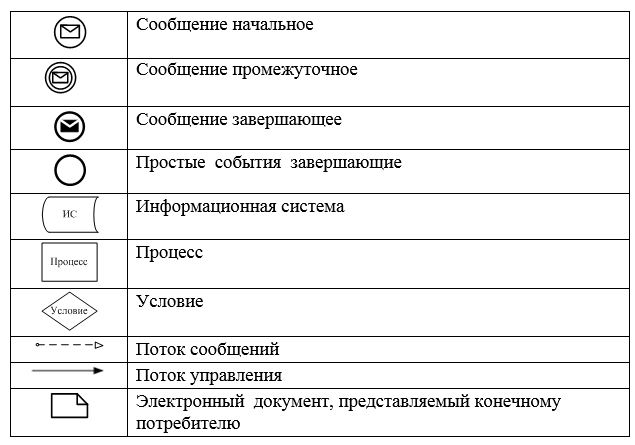 Сообщение начальное
Сообщение промежуточное
Сообщение завершающее
Простые события завершающие
ИС
Информационная система
Процесс
Процесс
Условие
Условие
Поток сообщений
Поток управления
Электронный документ, представляемый конечному
потребителю